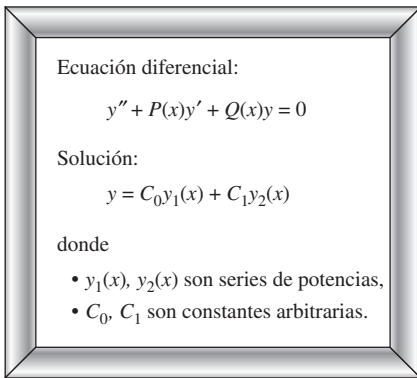 Ecuación diferencial:
y″ + P(x)y′ + Q(x)y = 0
Solución:
y = C₀y₁(x) + C₁y₂(x)
donde
• y₁(x), y₂(x) son series de potencias,
• C₀, C₁ son constantes arbitrarias.